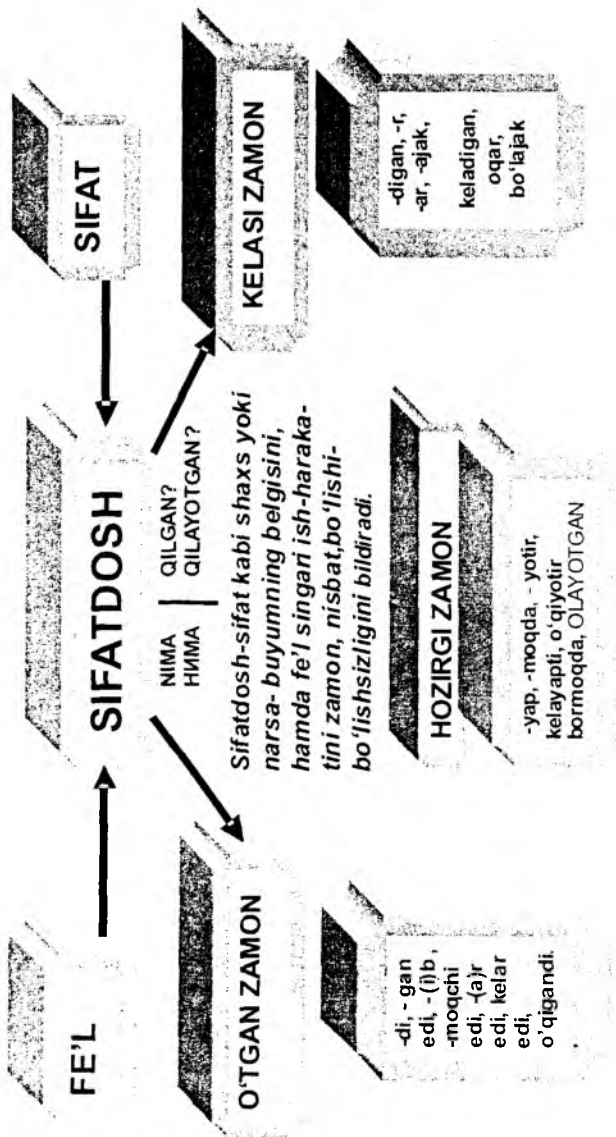 FE'L
SIFATDOSH
SIFAT
NIMA
НИМА
QILGAN?
QILAYOTGAN?
Sifatdosh-sifat kabi shaxs yoki
narsa- buyumning belgisini,
hamda fe'l singari ish-haraka-
tini zamon, nisbat,bo'lishi-
bo'lishsizligini bildiradi.
O'TGAN ZAMON
-di, - gan
edi, - (i)b,
-moqchi
edi, -(a)r
edi, kelar
edi,
o'qigandi.
HOZIRGI ZAMON
-yap, -moqda, - yotir,
kelayapti, o'qiyotir
bormoqda, OLAYOTGAN
KELASI ZAMON
-digan, -r,
-ar, -ajak,
keladigan,
oqar,
bo'lajak